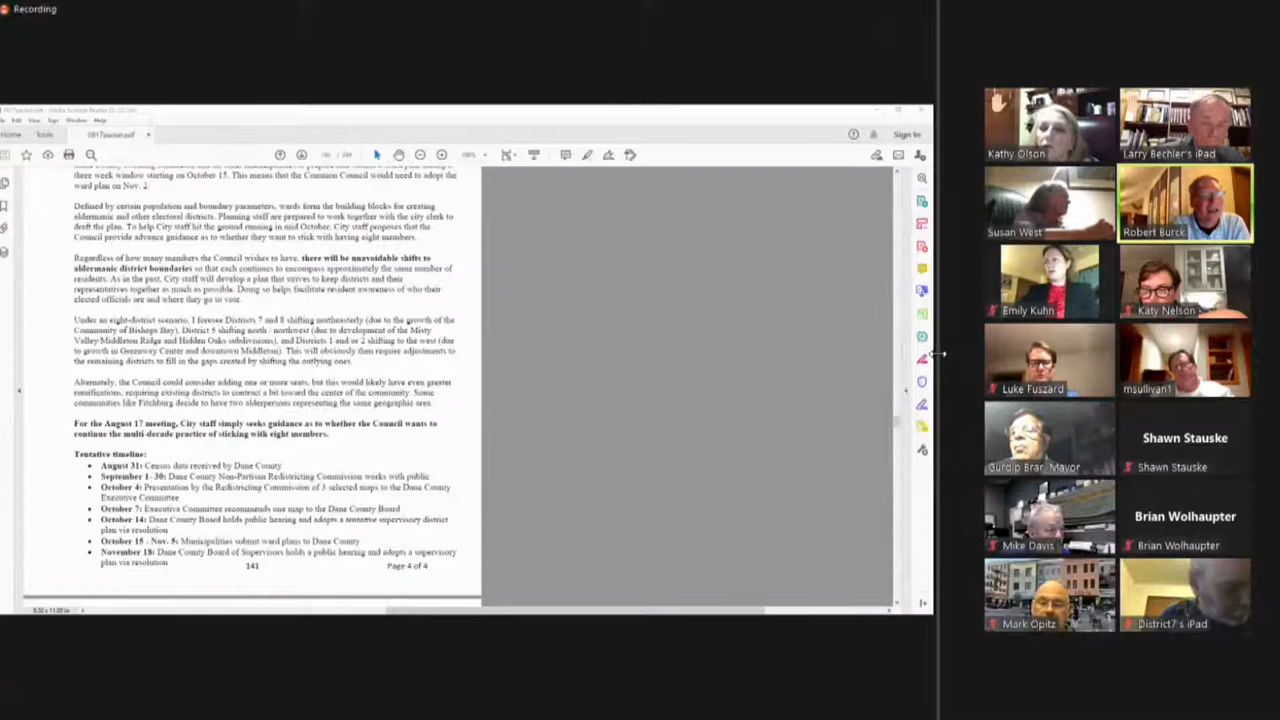 Recording
File Edit View Sign Window Help
Home Tools 0817packet.pdf × Sign In
three week window starting on October 15. This means that the Common Council would need to adopt the
ward plan on Nov. 2.
Defined by certain population and boundary parameters, wards form the building blocks for creating
aldermanic and other electoral districts. Planning staff are prepared to work together with the city clerk to
draft the plan. To help City staff hit the ground running in mid October, City staff proposes that the
Council provide advance guidance as to whether they want to stick with having eight members.
Regardless of how many members the Council wishes to have, there will be unavoidable shifts to
aldermanic district boundaries so that each continues to encompass approximately the same number of
residents. As in the past, City staff will develop a plan that strives to keep districts and their
representatives together as much as possible. Doing so helps facilitate resident awareness of who their
elected officials are and where they go to vote.
Under an eight-district scenario, I foresee Districts 7 and 8 shifting northeasterly (due to the growth of the
Community of Bishops Bay), District 5 shifting north / northwest (due to development of the Misty
Valley/Middleton Ridge and Hidden Oaks subdivisions), and Districts 1 and or 2 shifting to the west (due
to growth in Greenway Center and downtown Middleton). This will obviously then require adjustments to
the remaining districts to fill in the gaps created by shifting the outlying ones.
Alternately, the Council could consider adding one or more seats, but this would likely have even greater
ramifications, requiring existing districts to contract a bit toward the center of the community. Some
communities like Fitchburg decide to have two alderpersons representing the same geographic area.
For the August 17 meeting, City staff simply seeks guidance as to whether the Council wants to
continue the multi-decade practice of sticking with eight members.
Tentative timeline:
• August 31: Census data received by Dane County
• September 1- 30: Dane County Non-Partisan Redistricting Commission works with public
• October 4: Presentation by the Redistricting Commission of 3 selected maps to the Dane County
Executive Committee
• October 7: Executive Committee recommends one map to the Dane County Board
• October 14: Dane County Board holds public hearing and adopts a tentative supervisory district
plan via resolution
• October 15 - Nov. 5: Municipalities submit ward plans to Dane County
• November 18: Dane County Board of Supervisors holds a public hearing and adopts a supervisory
plan via resolution
141 Page 4 of 4
8.50 x 11.00 in
Kathy Olson
Larry Bechler's iPad
Susan West
Robert Burck
Emily Kuhn
Katy Nelson
Luke Fuszard
msullivan1
Gurdip Brar, Mayor
Shawn Stauske
Shawn Stauske
Mike Davis
Brian Wolhaupter
Brian Wolhaupter
Mark Opitz
District7's iPad